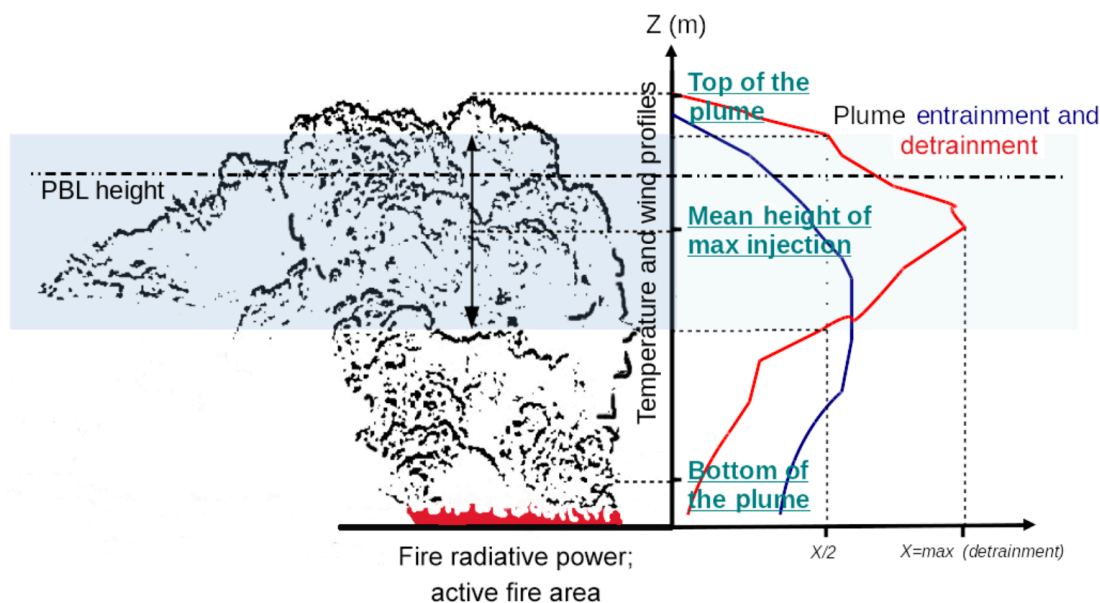 Z (m)
Top of the
plume
Plume entrainment and
detrainment
PBL height
Temperature and wind profiles
Mean height of
max injection
Bottom of
the plume
X/2
X=max (detrainment)
Fire radiative power;
active fire area